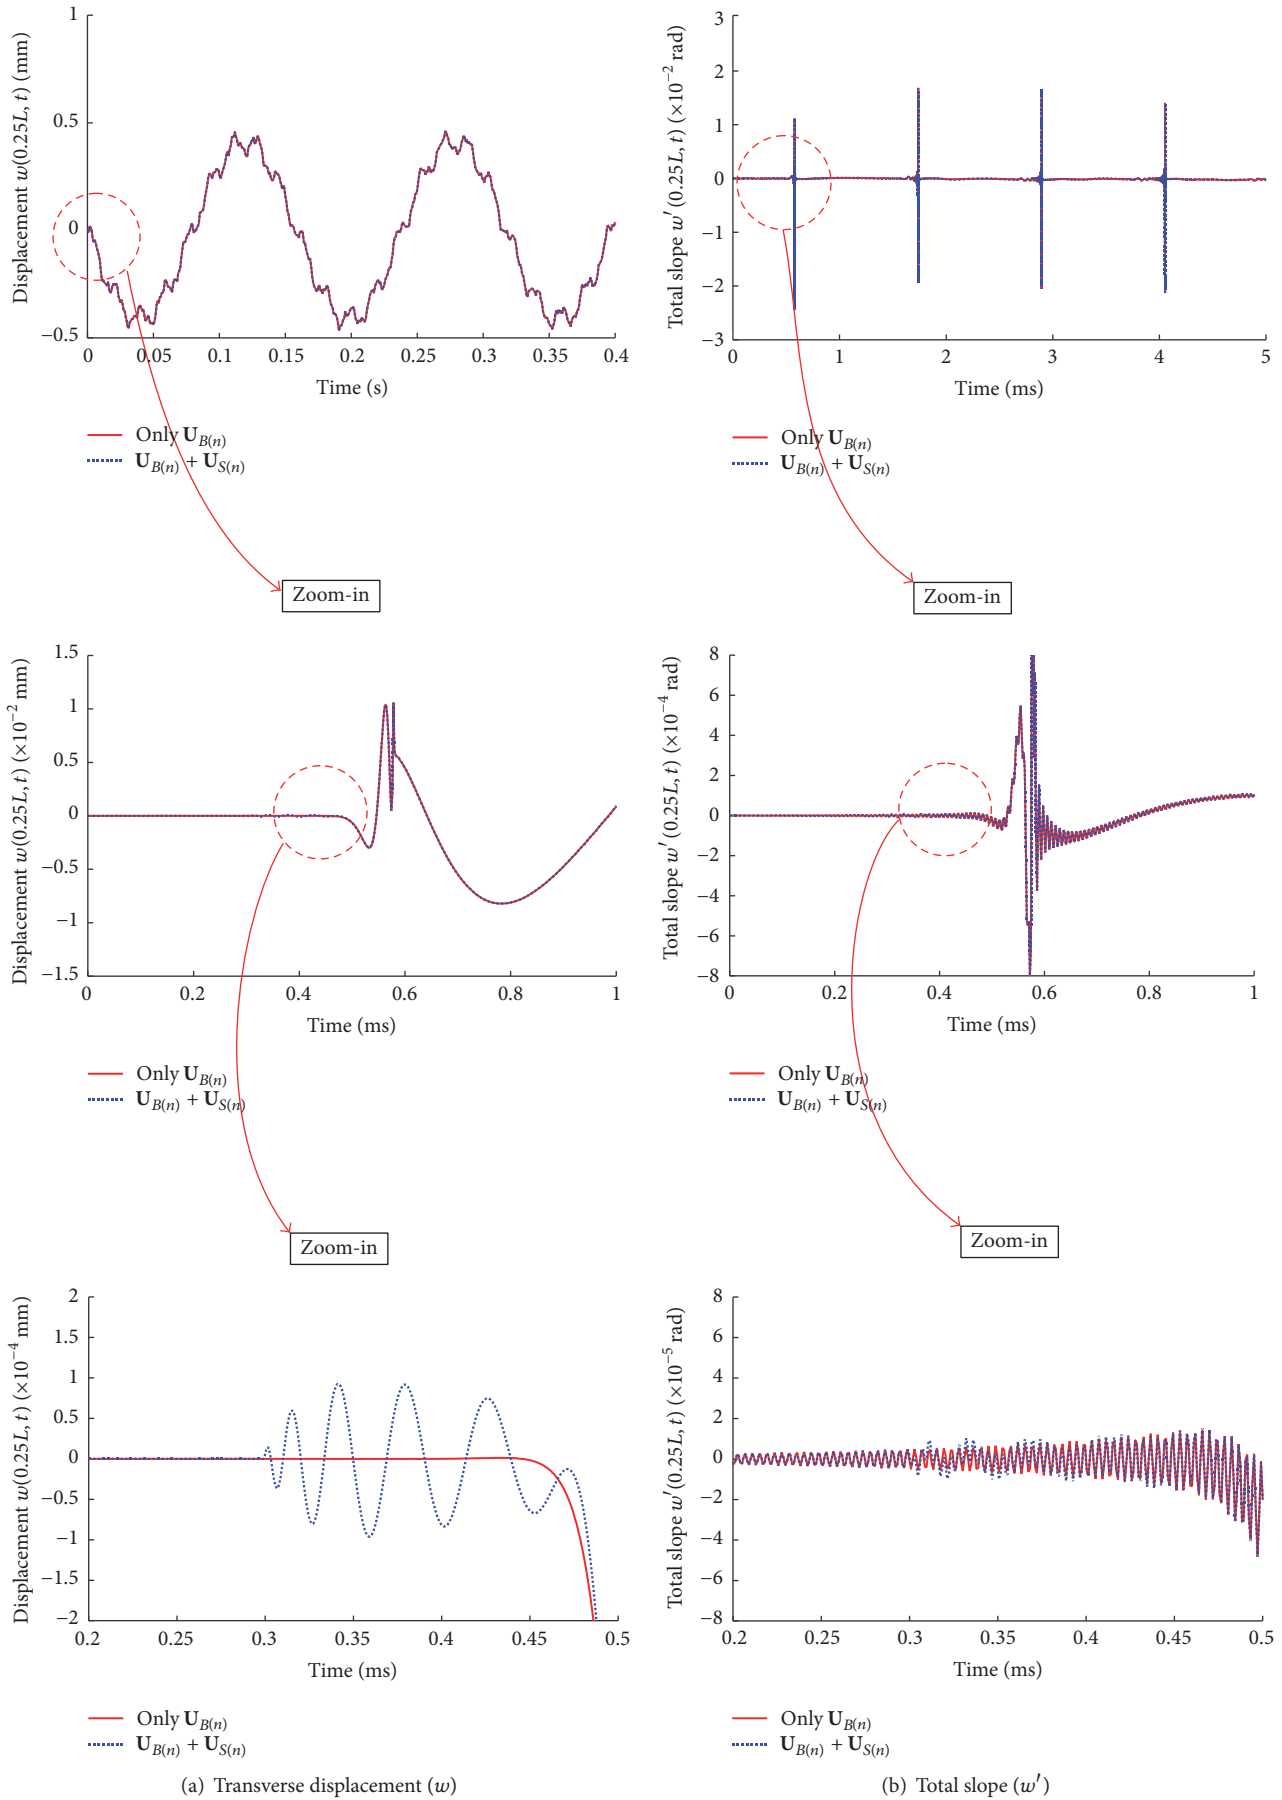 Displacement w(0.25L, t) (mm)
1
0.5
0
−0.5
0 0.05 0.1 0.15 0.2 0.25 0.3 0.35 0.4
Time (s)
Only U_B(n)
U_B(n) + U_S(n)
Total slope w′(0.25L, t) (×10⁻² rad)
3
2
1
0
−1
−2
−3
0 1 2 3 4 5
Time (ms)
Only U_B(n)
U_B(n) + U_S(n)
Zoom-in
Zoom-in
Displacement w(0.25L, t) (×10⁻² mm)
1.5
1
0.5
0
−0.5
−1
−1.5
0 0.2 0.4 0.6 0.8 1
Time (ms)
Only U_B(n)
U_B(n) + U_S(n)
Total slope w′(0.25L, t) (×10⁻⁴ rad)
8
6
4
2
0
−2
−4
−6
−8
0 0.2 0.4 0.6 0.8 1
Time (ms)
Only U_B(n)
U_B(n) + U_S(n)
Zoom-in
Zoom-in
Displacement w(0.25L, t) (×10⁻⁴ mm)
2
1.5
1
0.5
0
−0.5
−1
−1.5
−2
0.2 0.25 0.3 0.35 0.4 0.45 0.5
Time (ms)
Only U_B(n)
U_B(n) + U_S(n)
(a) Transverse displacement (w)
Total slope w′(0.25L, t) (×10⁻⁵ rad)
8
6
4
2
0
−2
−4
−6
−8
0.2 0.25 0.3 0.35 0.4 0.45 0.5
Time (ms)
Only U_B(n)
U_B(n) + U_S(n)
(b) Total slope (w′)